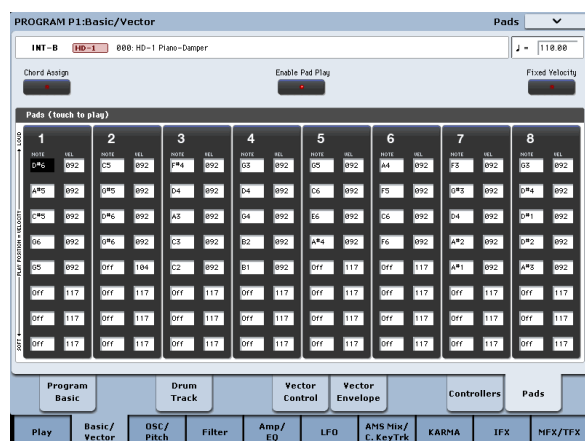 PROGRAM P1:Basic/Vector Pads
INT-B HD-1 000: HD-1 Piano-Damper ♩ = 110.00
Chord Assign Enable Pad Play Fixed Velocity
Pads (touch to play)
SOFT ← PLAY POSITION = VELOCITY → LOUD
1 2 3 4 5 6 7 8
NOTE VEL NOTE VEL NOTE VEL NOTE VEL NOTE VEL NOTE VEL NOTE VEL NOTE VEL
D#6 092 C5 092 F#4 092 G3 092 G5 092 A4 092 F3 092 G3 092
A#5 092 G#5 092 D4 092 D4 092 C6 092 F5 092 G#3 092 D#4 092
C#5 092 D#6 092 A3 092 G4 092 E6 092 C6 092 D4 092 D#1 092
G6 092 G#6 092 C3 092 B2 092 A#4 092 F6 092 A#2 092 D#2 092
G5 092 Off 104 C2 092 B1 092 Off 117 Off 117 A#1 092 A#3 092
Off 117 Off 117 Off 117 Off 117 Off 117 Off 117 Off 117 Off 117
Off 117 Off 117 Off 117 Off 117 Off 117 Off 117 Off 117 Off 117
Off 117 Off 117 Off 117 Off 117 Off 117 Off 117 Off 117 Off 117
Program Basic Drum Track Vector Control Vector Envelope Controllers Pads
Play Basic/Vector OSC/Pitch Filter Amp/EQ LFO AMS Mix/C.KeyTrk KARMA IFX MFX/TFX